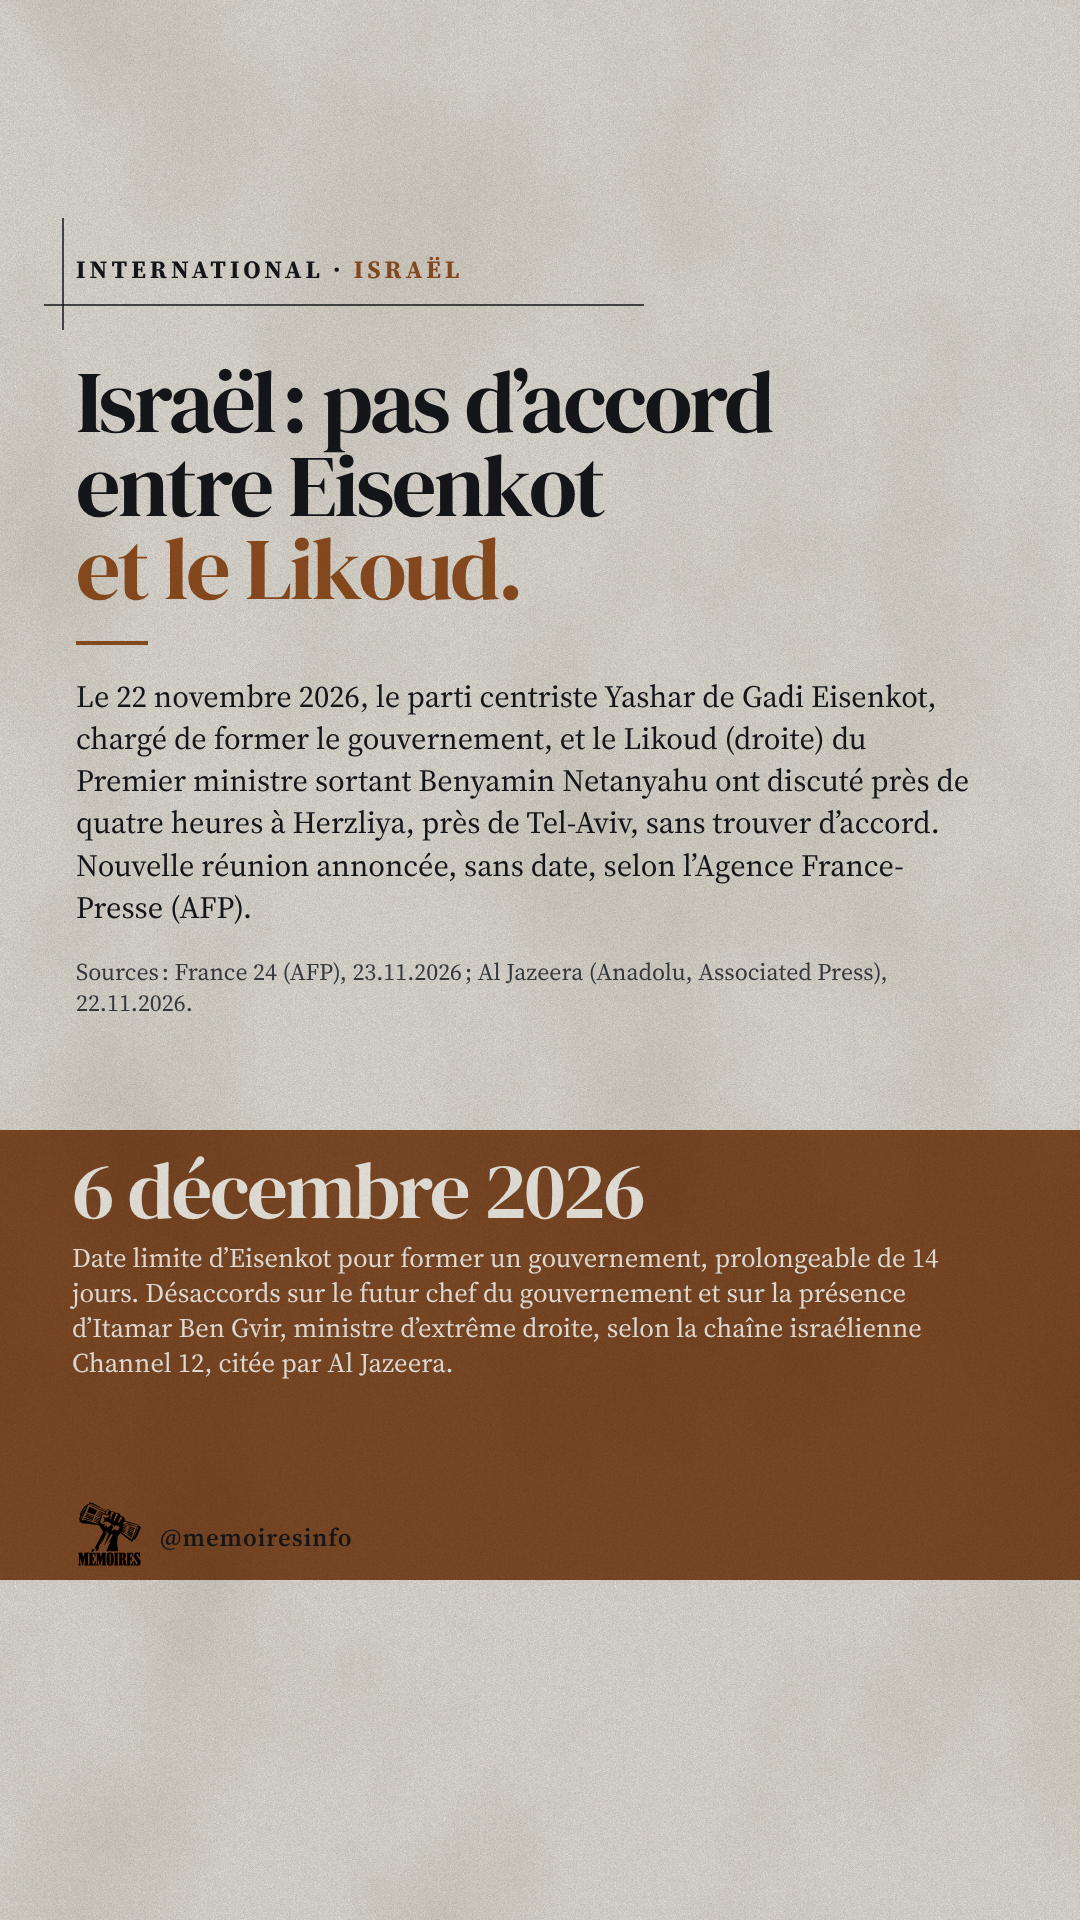 INTERNATIONAL · ISRAËL
Israël : pas d’accord
entre Eisenkot
et le Likoud.
Le 22 novembre 2026, le parti centriste Yashar de Gadi Eisenkot,
chargé de former le gouvernement, et le Likoud (droite) du
Premier ministre sortant Benyamin Netanyahu ont discuté près de
quatre heures à Herzliya, près de Tel-Aviv, sans trouver d’accord.
Nouvelle réunion annoncée, sans date, selon l’Agence France-
Presse (AFP).
Sources : France 24 (AFP), 23.11.2026 ; Al Jazeera (Anadolu, Associated Press),
22.11.2026.
6 décembre 2026
Date limite d’Eisenkot pour former un gouvernement, prolongeable de 14
jours. Désaccords sur le futur chef du gouvernement et sur la présence
d’Itamar Ben Gvir, ministre d’extrême droite, selon la chaîne israélienne
Channel 12, citée par Al Jazeera.
MÉMOIRES
@memoiresinfo